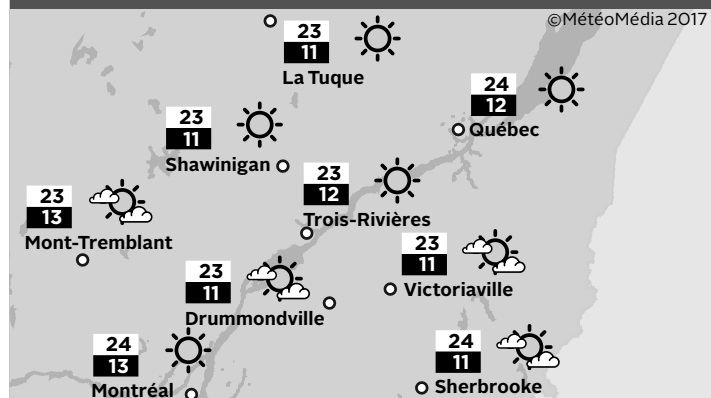 ©MétéoMédia 2017
23
11
La Tuque
24
12
Québec
23
11
Shawinigan
23
12
Trois-Rivières
23
13
Mont-Tremblant
23
11
Victoriaville
23
11
Drummondville
24
13
Montréal
24
11
Sherbrooke